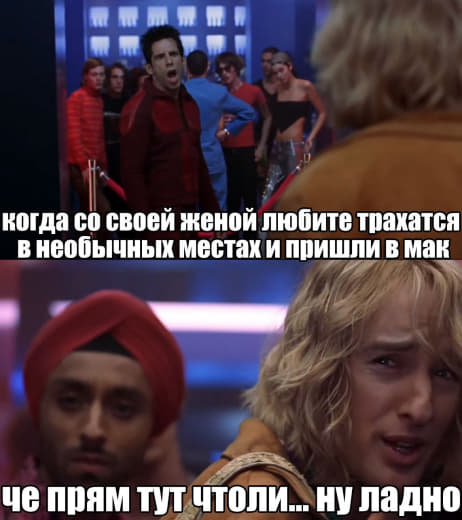 когда со своей женой любите трахатся
в необычных местах и пришли в мак
че прям тут чтоли... ну ладно